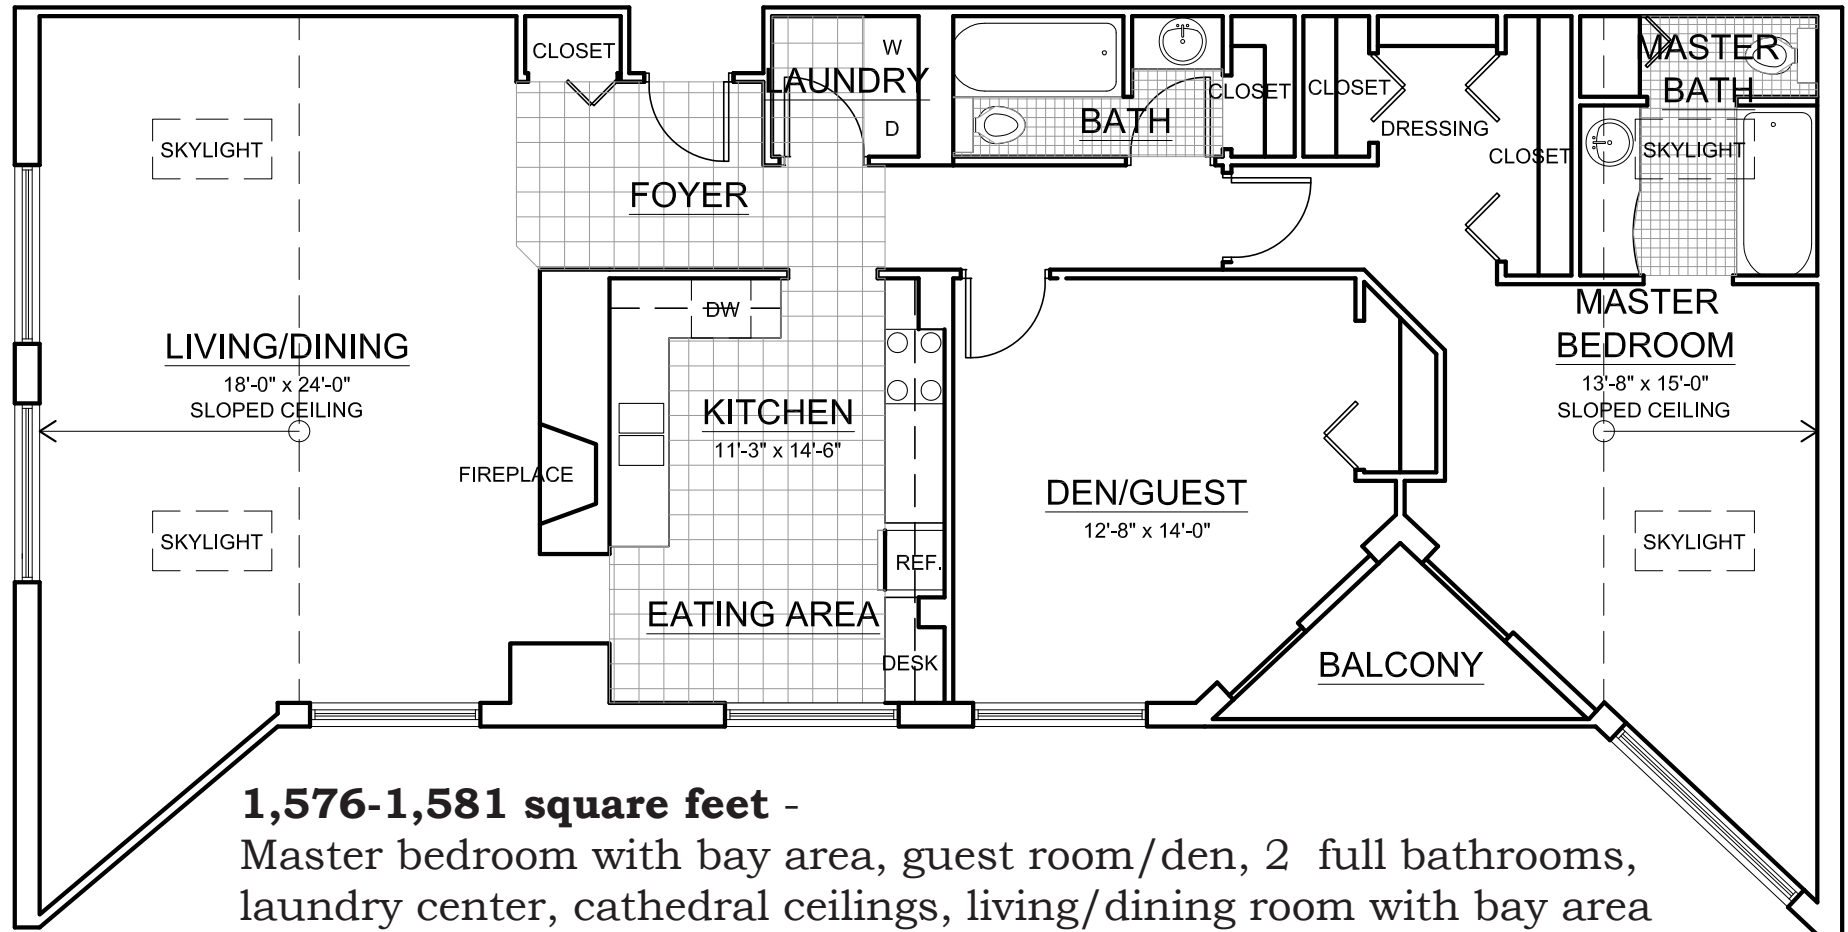 CLOSET
W
LAUNDRY
D
BATH
CLOSET
CLOSET
DRESSING
CLOSET
MASTER
BATH
SKYLIGHT
SKYLIGHT
FOYER
LIVING/DINING
18'-0" x 24'-0"
SLOPED CEILING
DW
KITCHEN
11'-3" x 14'-6"
FIREPLACE
MASTER
BEDROOM
13'-8" x 15'-0"
SLOPED CEILING
DEN/GUEST
12'-8" x 14'-0"
SKYLIGHT
REF.
SKYLIGHT
EATING AREA
DESK
BALCONY
1,576-1,581 square feet -
Master bedroom with bay area, guest room/den, 2 full bathrooms,
laundry center, cathedral ceilings, living/dining room with bay area